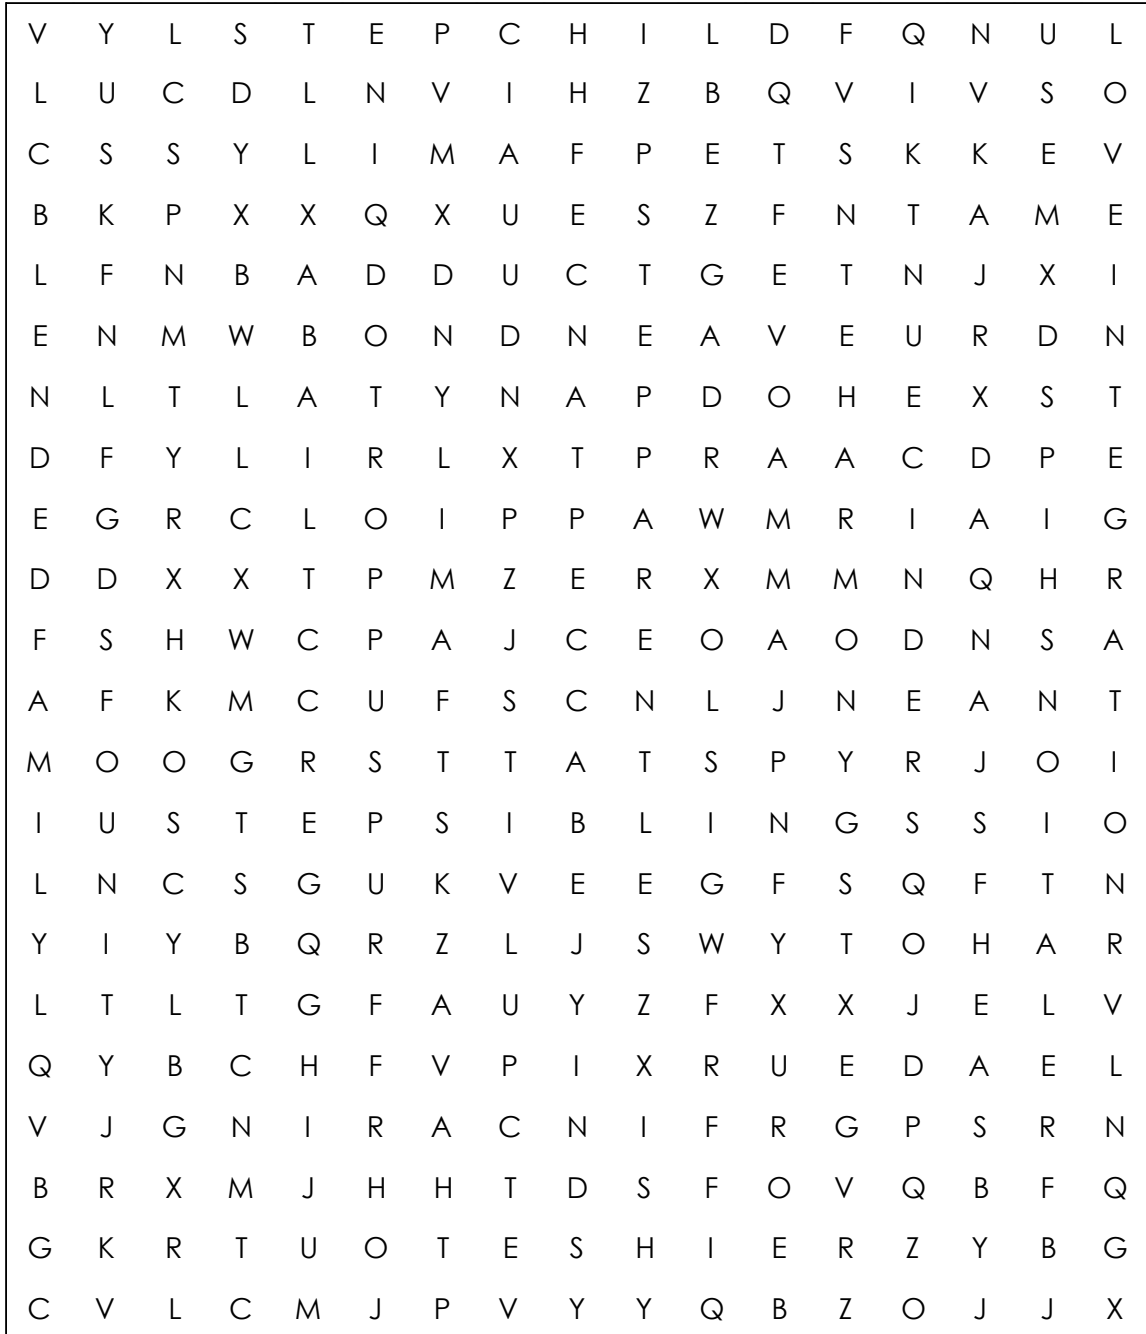 V Y L S T E P C H I L D F Q N U L
L U C D L N V I H Z B Q V I V S O
C S S Y L I M A F P E T S K K E V
B K P X X Q X U E S Z F N T A M E
L F N B A D D U C T G E T N J X I
E N M W B O N D N E A V E U R D N
N L T L A T Y N A P D O H E X S T
D F Y L I R L X T P R A A C D P E
E G R C L O I P P A W M R I A I G
D D X X T P M Z E R X M M N Q H R
F S H W C P A J C E O A O D N S A
A F K M C U F S C N L J N E A N T
M O O G R S T T A T S P Y R J O I
I U S T E P S I B L I N G S S I O
L N C S G U K V E E G F S Q F T N
Y I Y B Q R Z L J S W Y T O H A R
L T L T G F A U Y Z F X X J E L V
Q Y B C H F V P I X R U E D A E L
V J G N I R A C N I F R G P S R N
B R X M J H H T D S F O V Q B F Q
G K R T U O T E S H I E R Z Y B G
C V L C M J P V Y Y Q B Z O J J X